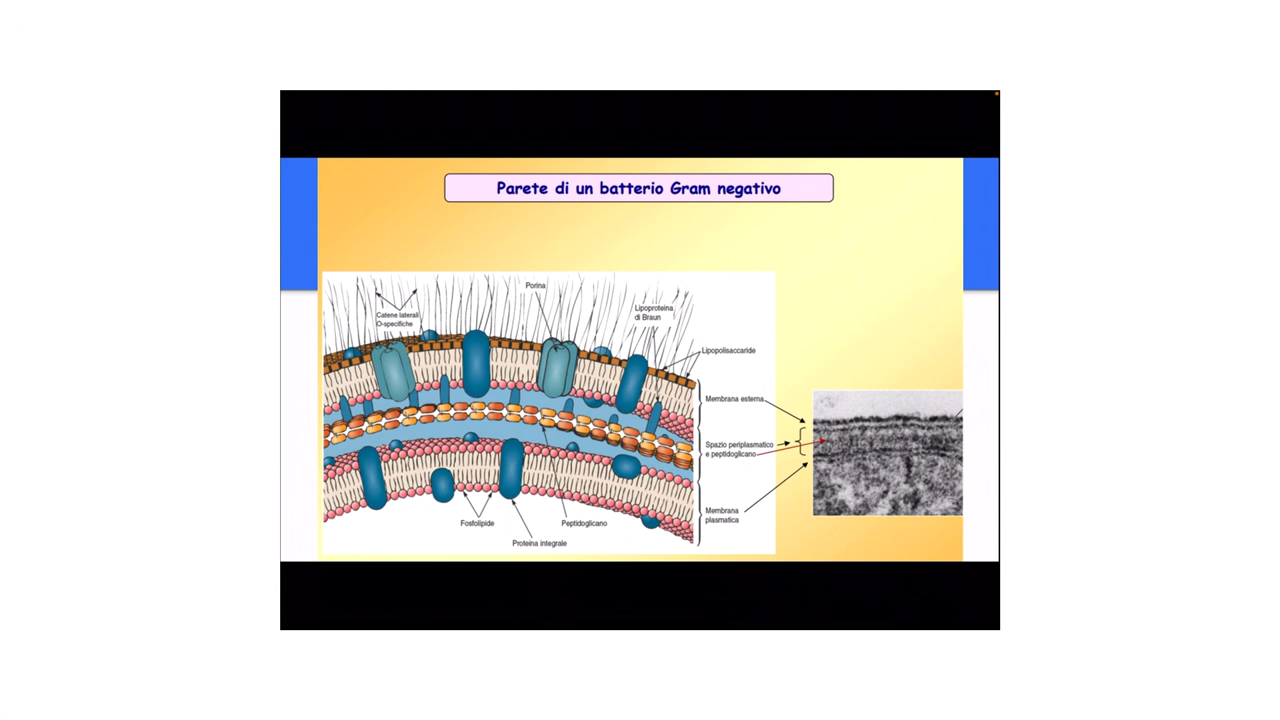 Parete di un batterio Gram negativo
Porina
Catene laterali
O-specifiche
Lipoproteina
di Braun
Lipopolisaccaride
Membrana esterna
Spazio periplasmatico
e peptidoglicano
Membrana
plasmatica
Fosfolipide
Peptidoglicano
Proteina integrale